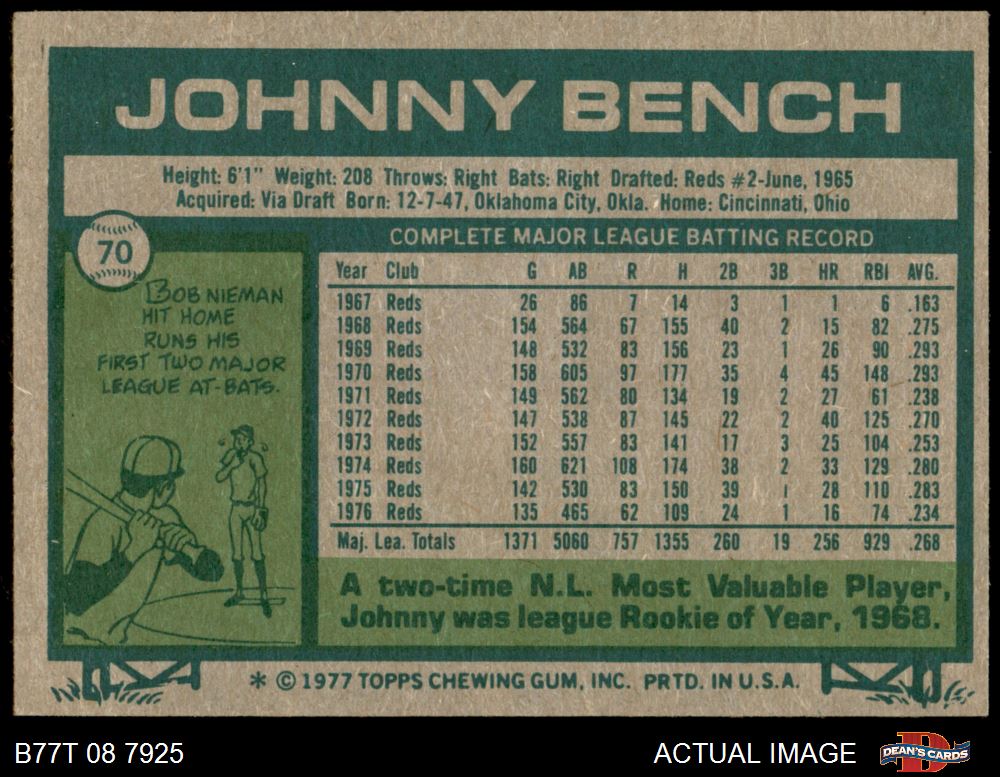 JOHNNY BENCH
Height: 6'1" Weight: 208 Throws: Right Bats: Right Drafted: Reds #2-June, 1965
Acquired: Via Draft Born: 12-7-47, Oklahoma City, Okla. Home: Cincinnati, Ohio
70
BOB NIEMAN
HIT HOME
RUNS HIS
FIRST TWO MAJOR
LEAGUE AT-BATS.
COMPLETE MAJOR LEAGUE BATTING RECORD
Year Club G AB R H 2B 3B HR RBI AVG.
1967 Reds 26 86 7 14 3 1 1 6 .163
1968 Reds 154 564 67 155 40 2 15 82 .275
1969 Reds 148 532 83 156 23 1 26 90 .293
1970 Reds 158 605 97 177 35 4 45 148 .293
1971 Reds 149 562 80 134 19 2 27 61 .238
1972 Reds 147 538 87 145 22 2 40 125 .270
1973 Reds 152 557 83 141 17 3 25 104 .253
1974 Reds 160 621 108 174 38 2 33 129 .280
1975 Reds 142 530 83 150 39 1 28 110 .283
1976 Reds 135 465 62 109 24 1 16 74 .234
Maj. Lea. Totals 1371 5060 757 1355 260 19 256 929 .268
A two-time N.L. Most Valuable Player,
Johnny was league Rookie of Year, 1968.
* © 1977 TOPPS CHEWING GUM, INC. PRTD. IN U.S.A.
B77T 08 7925
ACTUAL IMAGE
DEAN'S CARDS